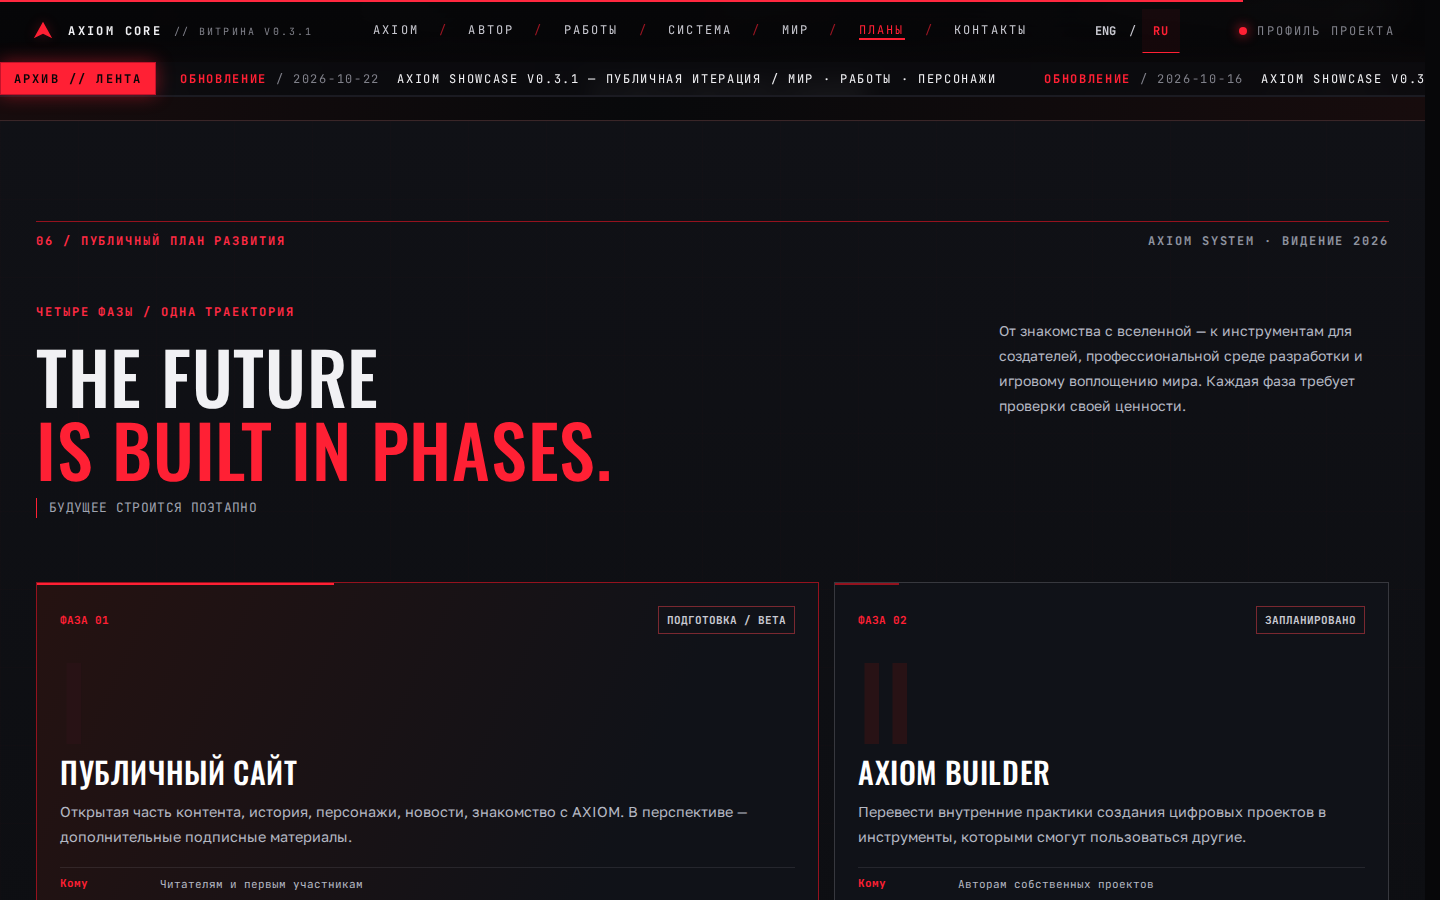 AXIOM CORE // ВИТРИНА V0.3.1
АXIOM / АВТОР / РАБОТЫ / СИСТЕМА / МИР / ПЛАНЫ / КОНТАКТЫ
ENG / RU
ПРОФИЛЬ ПРОЕКТА
АРХИВ // ЛЕНТА
ОБНОВЛЕНИЕ / 2026-10-22 AXIOM SHOWCASE V0.3.1 — ПУБЛИЧНАЯ ИТЕРАЦИЯ / МИР · РАБОТЫ · ПЕРСОНАЖИ
ОБНОВЛЕНИЕ / 2026-10-16 AXIOM SHOWCASE V0.3
06 / ПУБЛИЧНЫЙ ПЛАН РАЗВИТИЯ
AXIOM SYSTEM · ВИДЕНИЕ 2026
ЧЕТЫРЕ ФАЗЫ / ОДНА ТРАЕКТОРИЯ
THE FUTURE
IS BUILT IN PHASES.
БУДУЩЕЕ СТРОИТСЯ ПОЭТАПНО
От знакомства с вселенной — к инструментам для
создателей, профессиональной среде разработки и
игровому воплощению мира. Каждая фаза требует
проверки своей ценности.
ФАЗА 01
ПОДГОТОВКА / BETA
I
ПУБЛИЧНЫЙ САЙТ
Открытая часть контента, история, персонажи, новости, знакомство с AXIOM. В перспективе —
дополнительные подписные материалы.
Кому Читателям и первым участникам
ФАЗА 02
ЗАПЛАНИРОВАНО
II
AXIOM BUILDER
Перевести внутренние практики создания цифровых проектов в
инструменты, которыми смогут пользоваться другие.
Кому Авторам собственных проектов